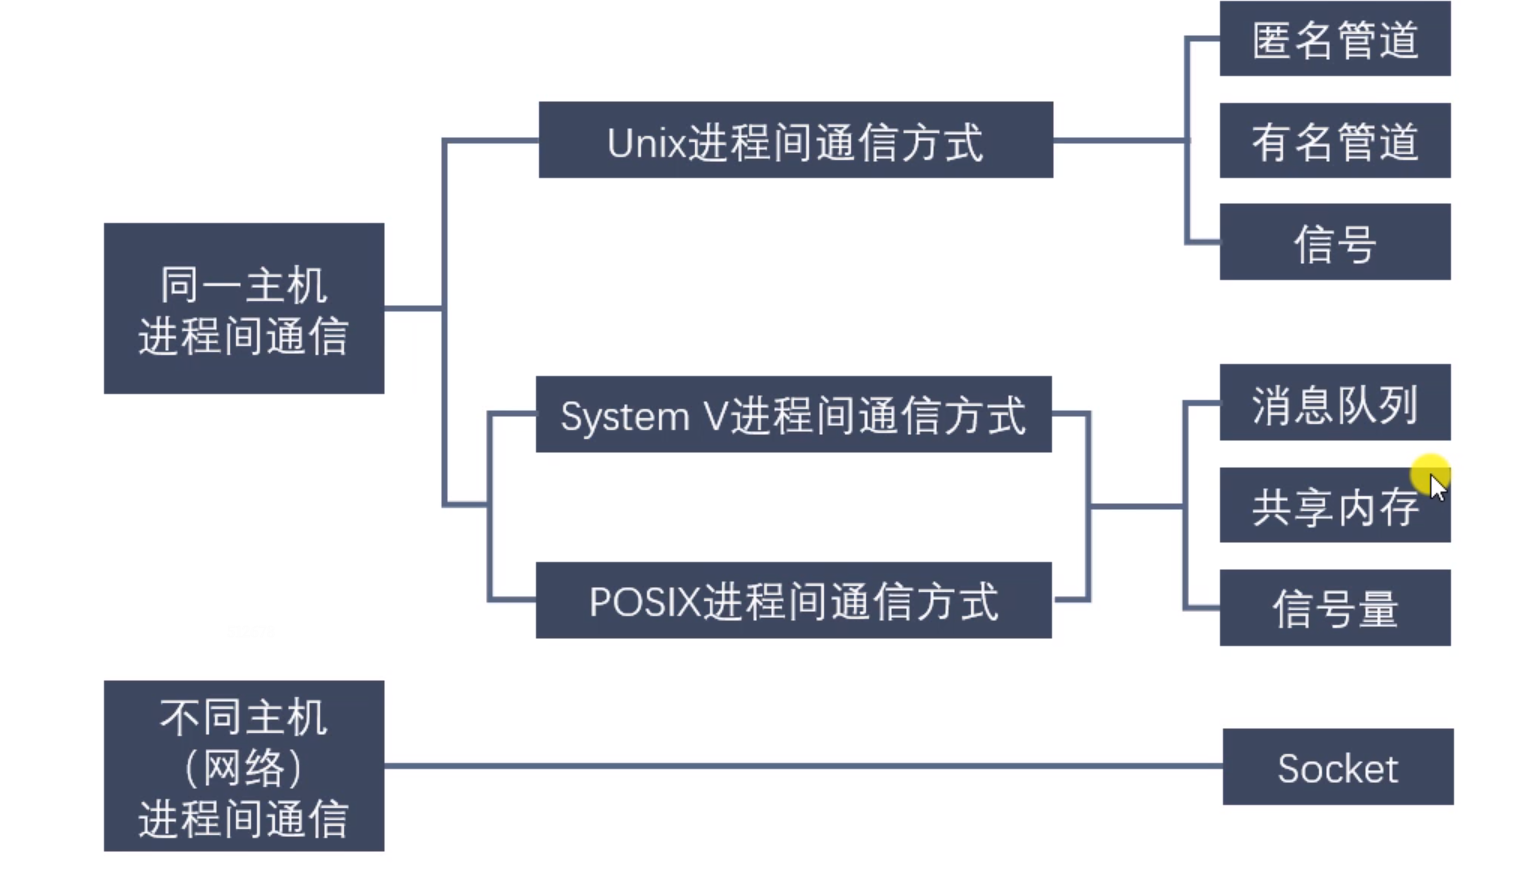 匿名管道
Unix进程间通信方式
有名管道
信号
同一主机
进程间通信
System V进程间通信方式
消息队列
共享内存
POSIX进程间通信方式
信号量
不同主机
（网络）
进程间通信
Socket